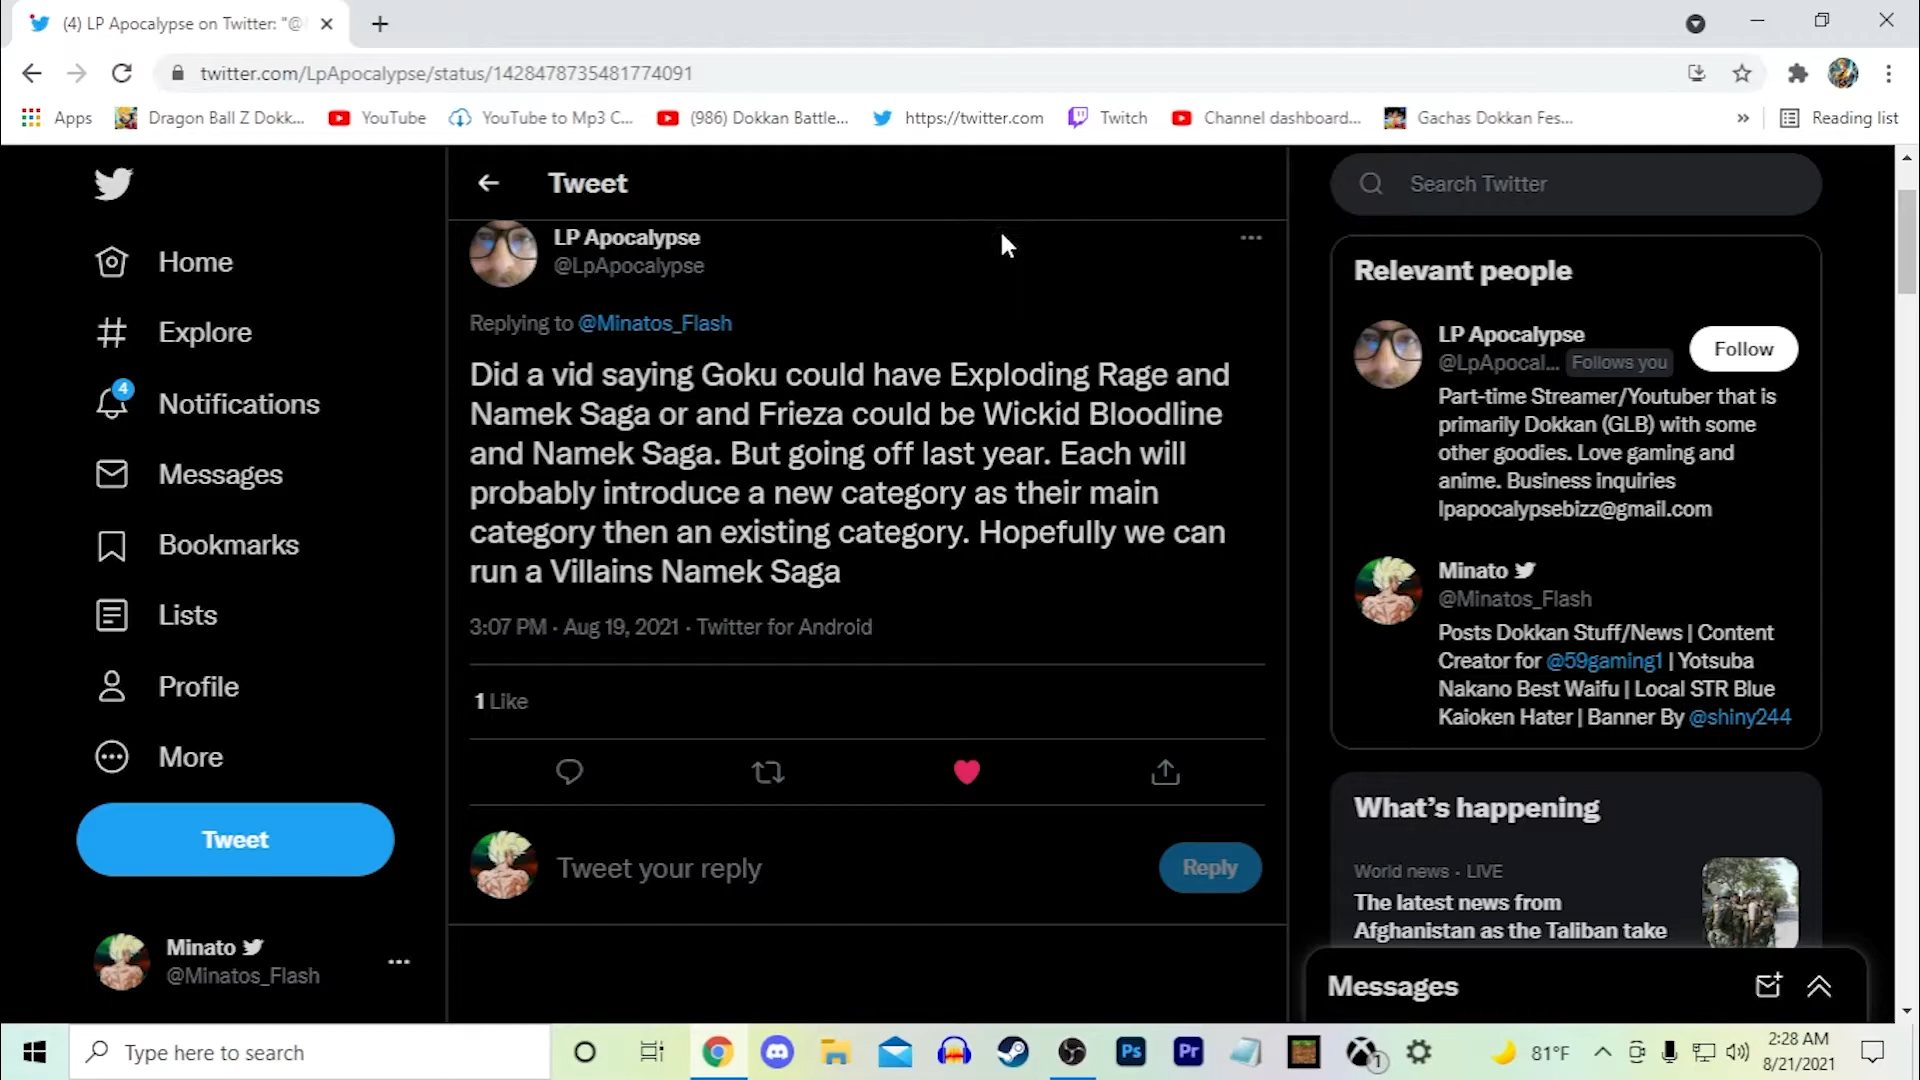 (4) LP Apocalypse on Twitter: "@
twitter.com/LpApocalypse/status/1428478735481774091
Apps
Dragon Ball Z Dokk...
YouTube
YouTube to Mp3 C...
(986) Dokkan Battle...
https://twitter.com
Twitch
Channel dashboard...
Gachas Dokkan Fes...
»
Reading list
Home
Explore
4
Notifications
Messages
Bookmarks
Lists
Profile
More
Tweet
Minato
@Minatos_Flash
Tweet
LP Apocalypse
@LpApocalypse
Replying to @Minatos_Flash
Did a vid saying Goku could have Exploding Rage and
Namek Saga or and Frieza could be Wickid Bloodline
and Namek Saga. But going off last year. Each will
probably introduce a new category as their main
category then an existing category. Hopefully we can
run a Villains Namek Saga
3:07 PM · Aug 19, 2021 · Twitter for Android
1 Like
Tweet your reply
Reply
Search Twitter
Relevant people
LP Apocalypse
@LpApocal... Follows you
Follow
Part-time Streamer/Youtuber that is
primarily Dokkan (GLB) with some
other goodies. Love gaming and
anime. Business inquiries
lpapocalypsebizz@gmail.com
Minato
@Minatos_Flash
Posts Dokkan Stuff/News | Content
Creator for @59gaming1 | Yotsuba
Nakano Best Waifu | Local STR Blue
Kaioken Hater | Banner By @shiny244
What's happening
World news · LIVE
The latest news from
Afghanistan as the Taliban take
Messages
Type here to search
Ps
Pr
1
81°F
2:28 AM
8/21/2021